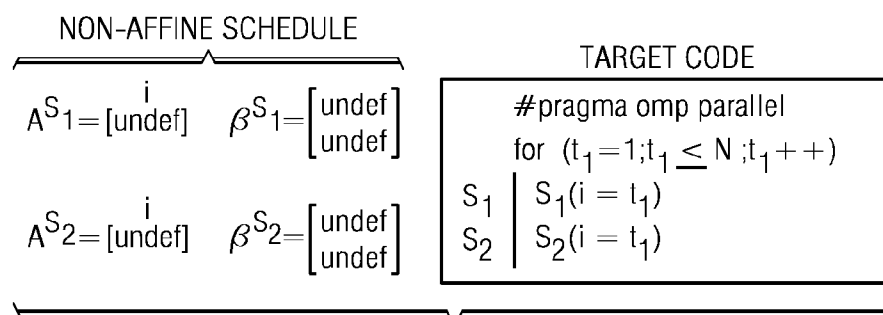 NON-AFFINE SCHEDULE
i
A^S1=[undef] β^S1=[undef undef]
i
A^S2=[undef] β^S2=[undef undef]
TARGET CODE
#pragma omp parallel
for (t1=1;t1 ≤ N ;t1++)
S1 | S1(i = t1)
S2 | S2(i = t1)